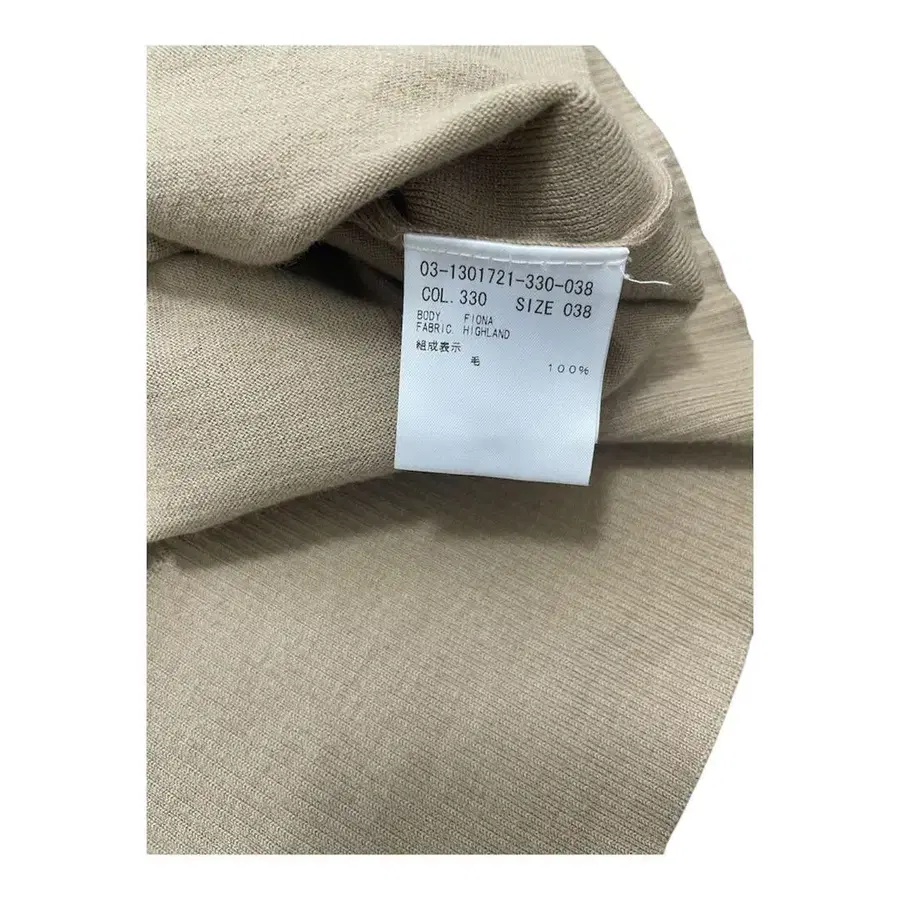 03-1301721-330-038
COL. 330 SIZE 038
BODY FIONA
FABRIC HIGHLAND
組成表示
毛 100%